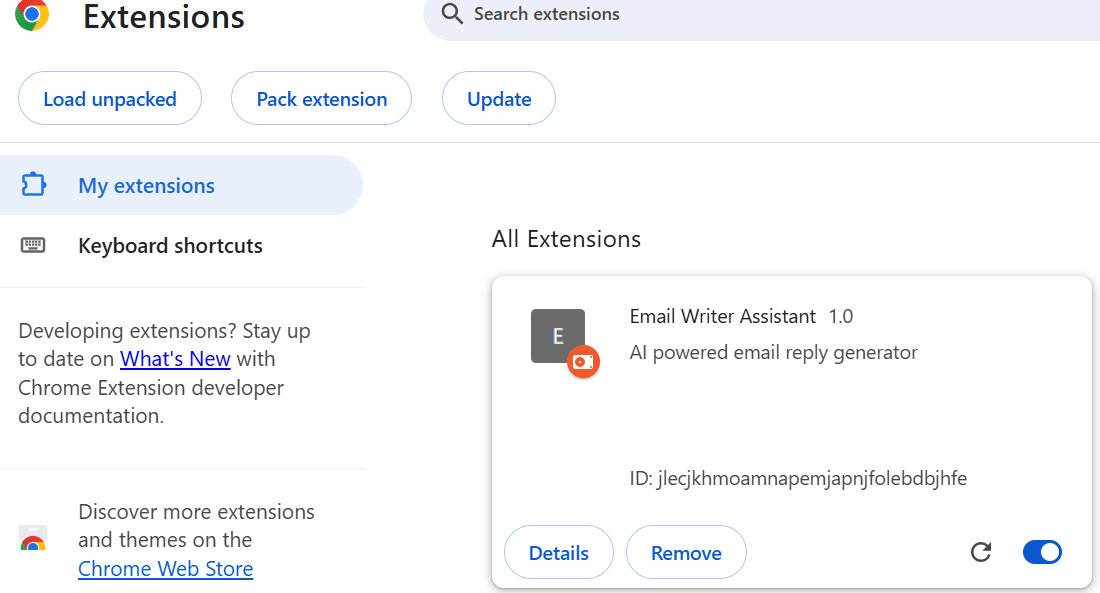 Extensions
Search extensions
Load unpacked
Pack extension
Update
My extensions
Keyboard shortcuts
All Extensions
E
Email Writer Assistant 1.0
AI powered email reply generator
Developing extensions? Stay up
to date on What's New with
Chrome Extension developer
documentation.
ID: jlecjkhmoamnapemjapnjfolebdbjhfe
Discover more extensions
and themes on the
Chrome Web Store
Details
Remove